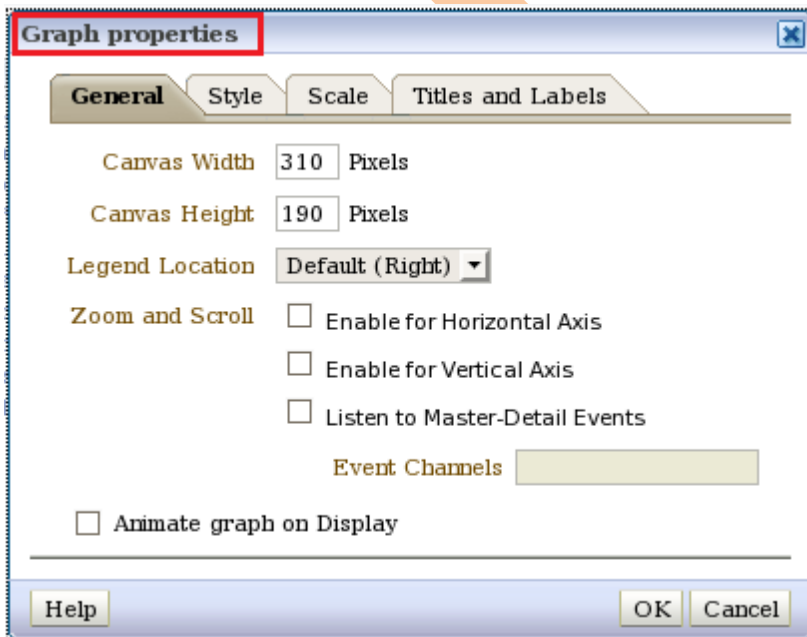 Graph properties
General Style Scale Titles and Labels
Canvas Width 310 Pixels
Canvas Height 190 Pixels
Legend Location Default (Right)
Zoom and Scroll Enable for Horizontal Axis
Enable for Vertical Axis
Listen to Master-Detail Events
Event Channels
Animate graph on Display
Help OK Cancel